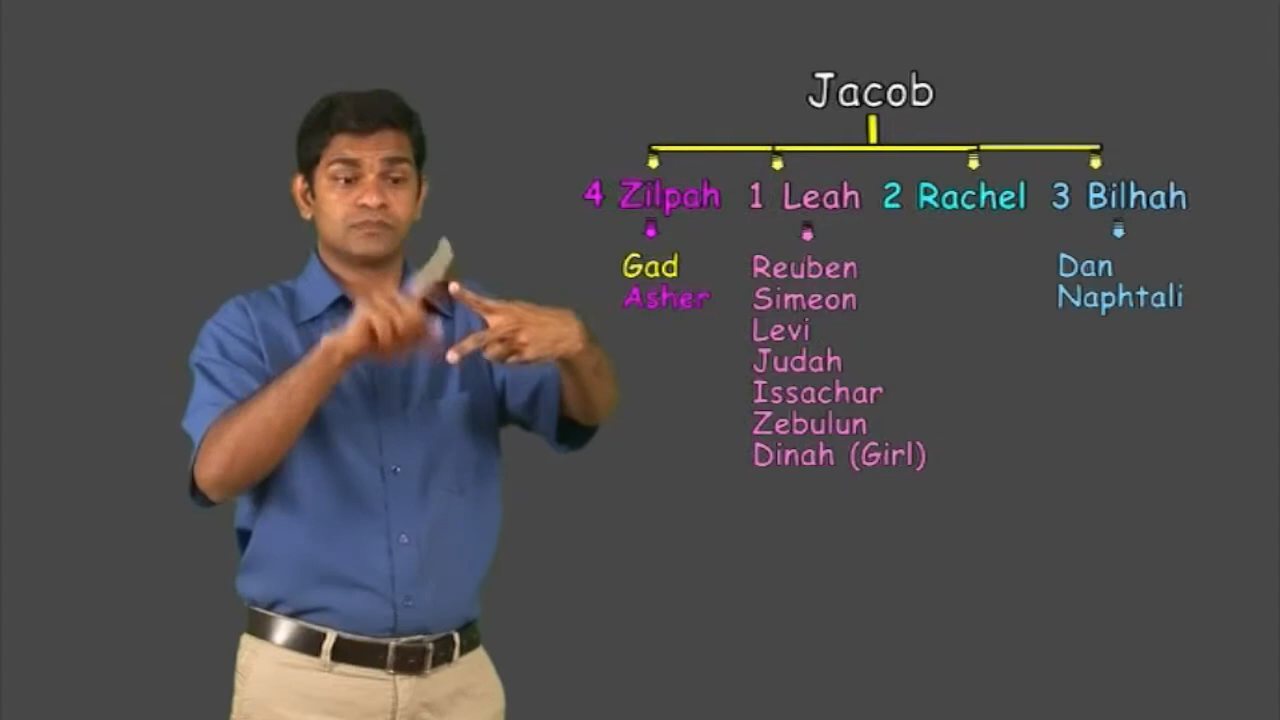 Jacob
4 Zilpah 1 Leah 2 Rachel 3 Bilhah
Gad
Asher
Reuben
Simeon
Levi
Judah
Issachar
Zebulun
Dinah (Girl)
Dan
Naphtali